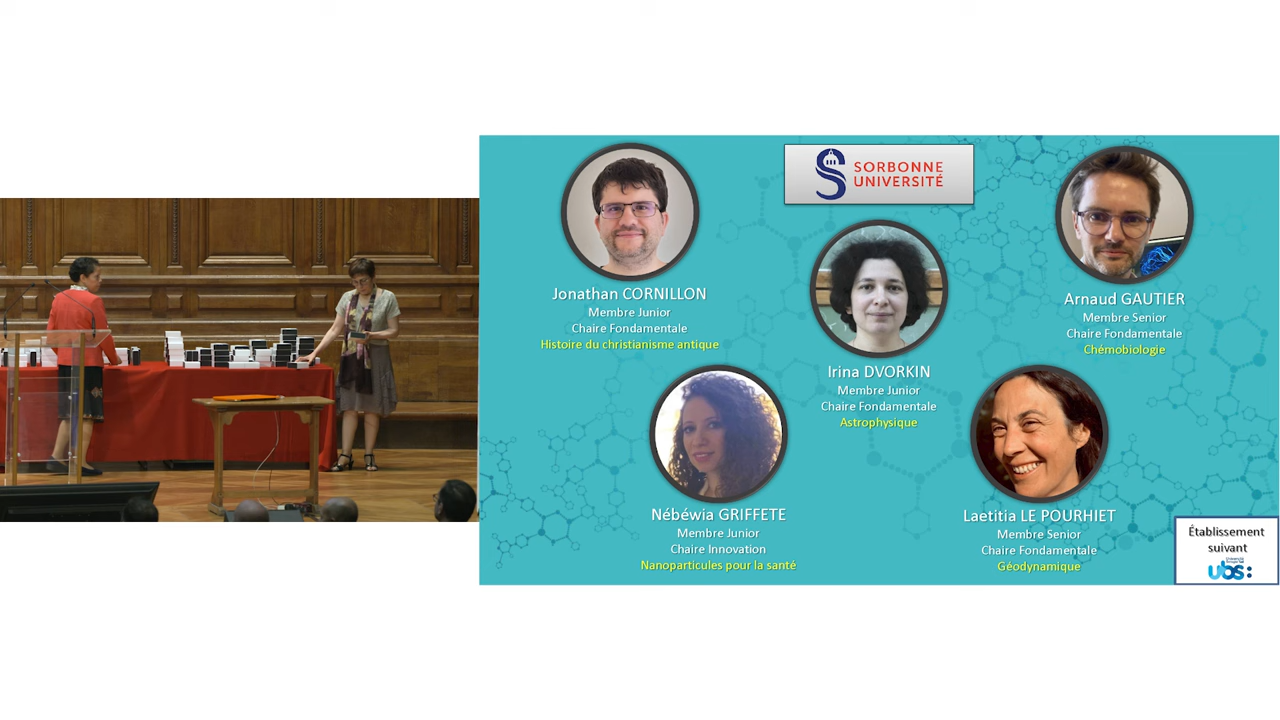 SORBONNE
UNIVERSITÉ
Jonathan CORNILLON
Membre Junior
Chaire Fondamentale
Histoire du christianisme antique
Irina DVORKIN
Membre Junior
Chaire Fondamentale
Astrophysique
Arnaud GAUTIER
Membre Senior
Chaire Fondamentale
Chémobiologie
Nébéwia GRIFFETE
Membre Junior
Chaire Innovation
Nanoparticules pour la santé
Laetitia LE POURHIET
Membre Senior
Chaire Fondamentale
Géodynamique
Établissement
suivant
ubs: